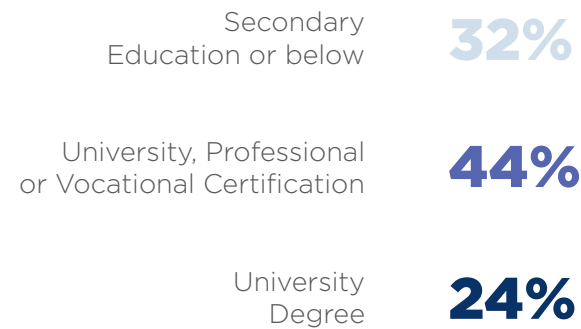 Secondary
Education or below
32%
University, Professional
or Vocational Certification
44%
University
Degree
24%